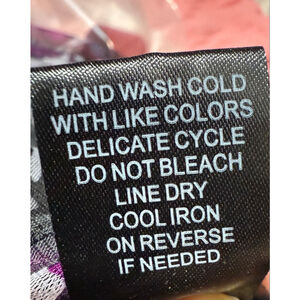 HAND WASH COLD
WITH LIKE COLORS
DELICATE CYCLE
DO NOT BLEACH
LINE DRY
COOL IRON
ON REVERSE
IF NEEDED